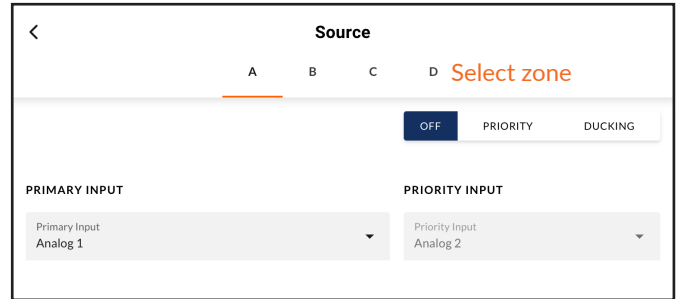 Source
A B C D Select zone
OFF PRIORITY DUCKING
PRIMARY INPUT PRIORITY INPUT
Primary Input Priority Input
Analog 1 Analog 2